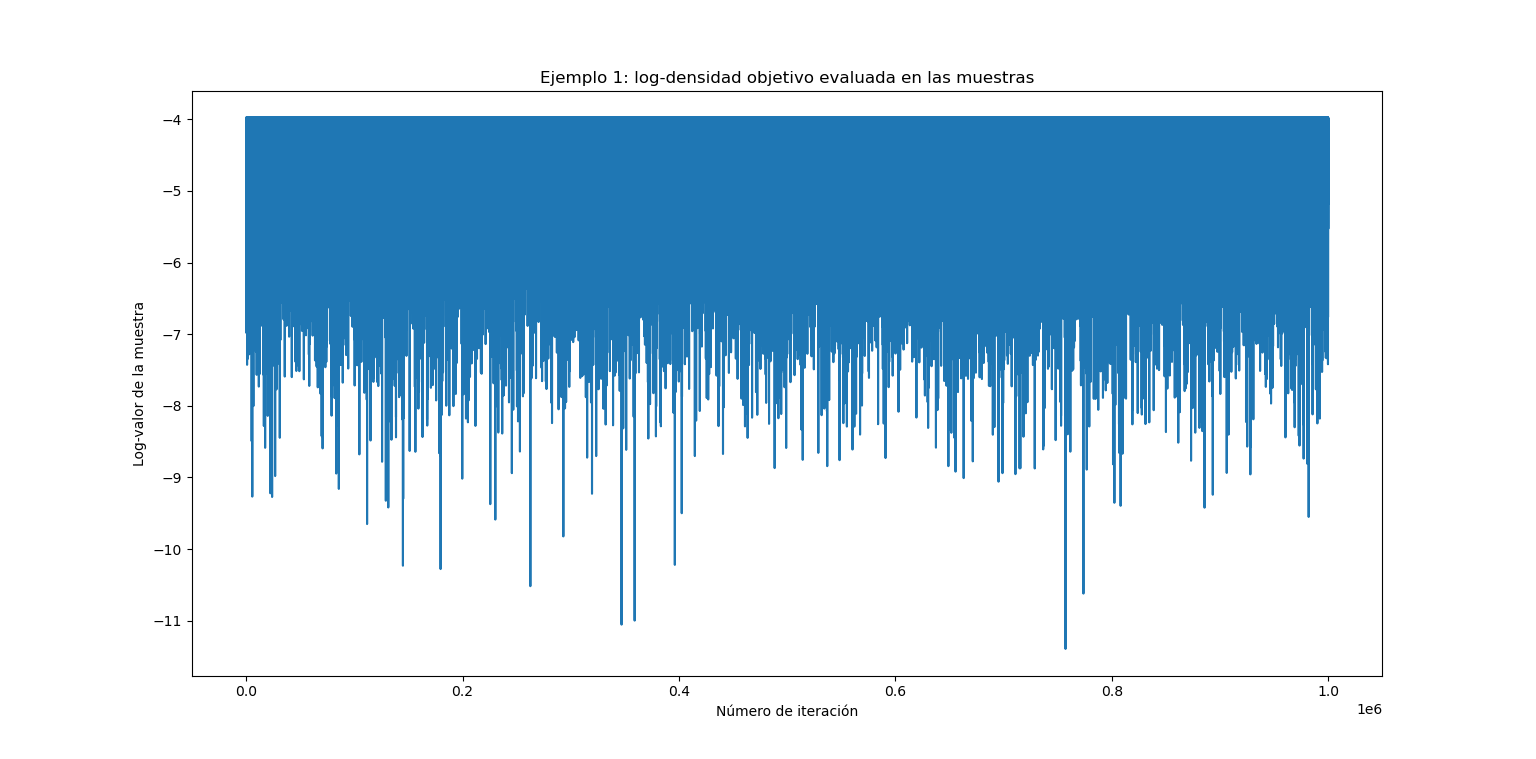 Ejemplo 1: log-densidad objetivo evaluada en las muestras
−4
−5
−6
−7
−8
−9
−10
−11
Log-valor de la muestra
0.0 0.2 0.4 0.6 0.8 1.0
1e6
Número de iteración